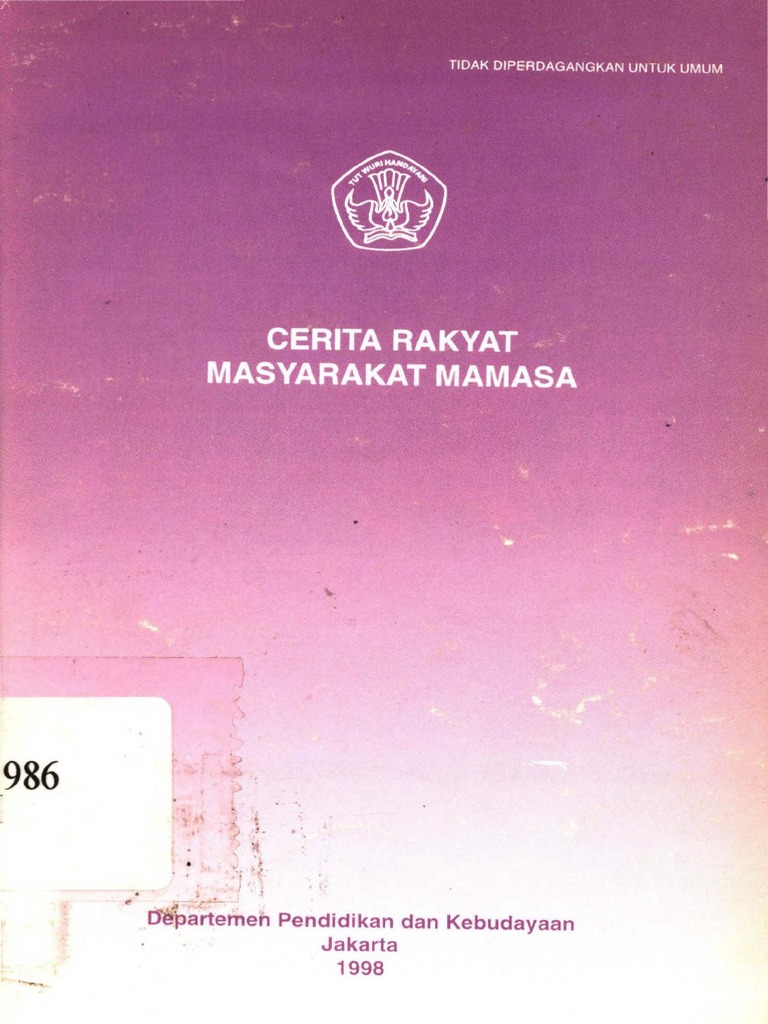 TIDAK DIPERDAGANGKAN UNTUK UMUM
TUT WURI HANDAYANI
CERITA RAKYAT
MASYARAKAT MAMASA
986
Departemen Pendidikan dan Kebudayaan
Jakarta
1998